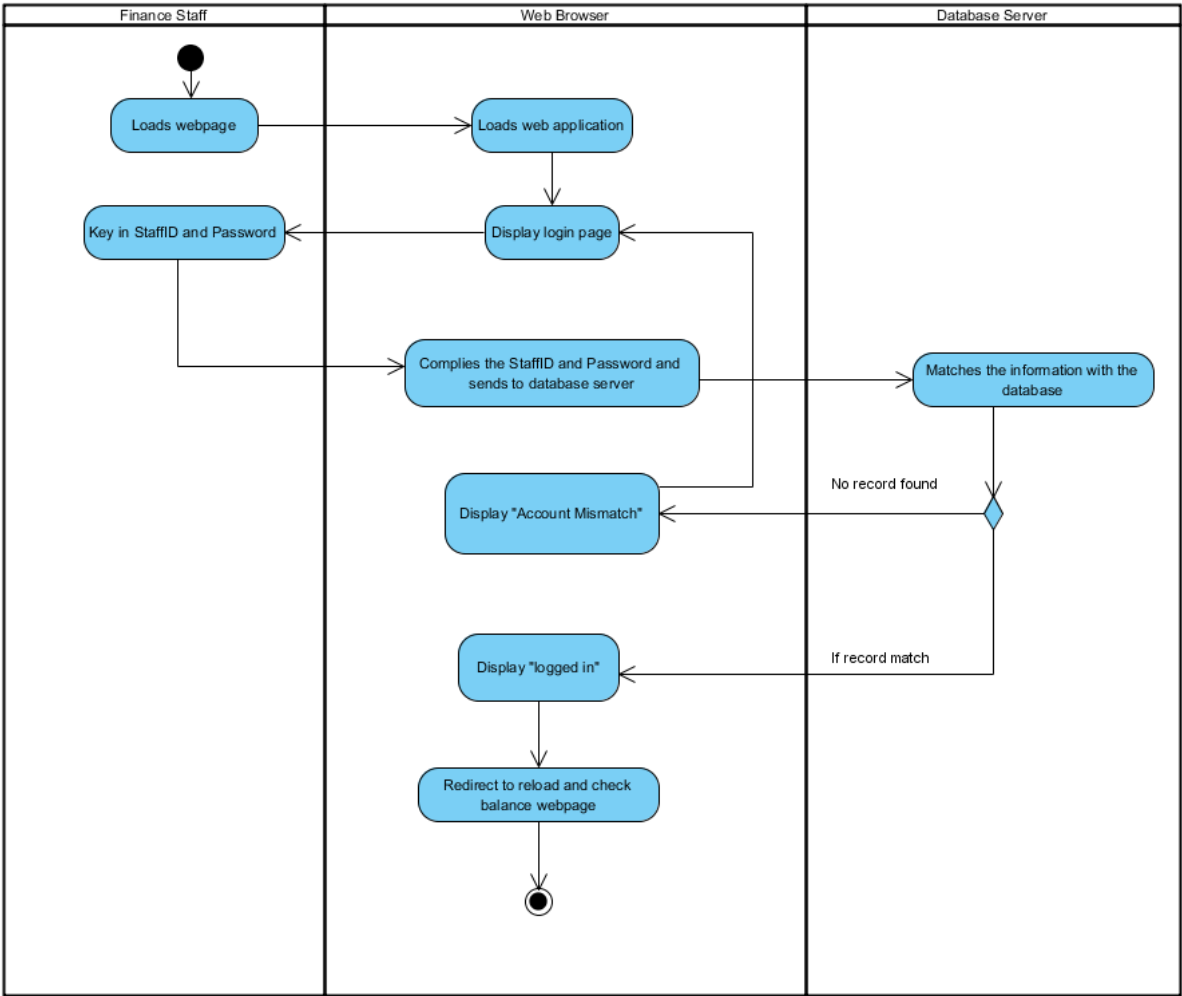 Finance Staff
Web Browser
Database Server
Loads webpage
Loads web application
Key in StaffID and Password
Display login page
Complies the StaffID and Password and
sends to database server
Matches the information with the
database
No record found
Display "Account Mismatch"
If record match
Display "logged in"
Redirect to reload and check
balance webpage